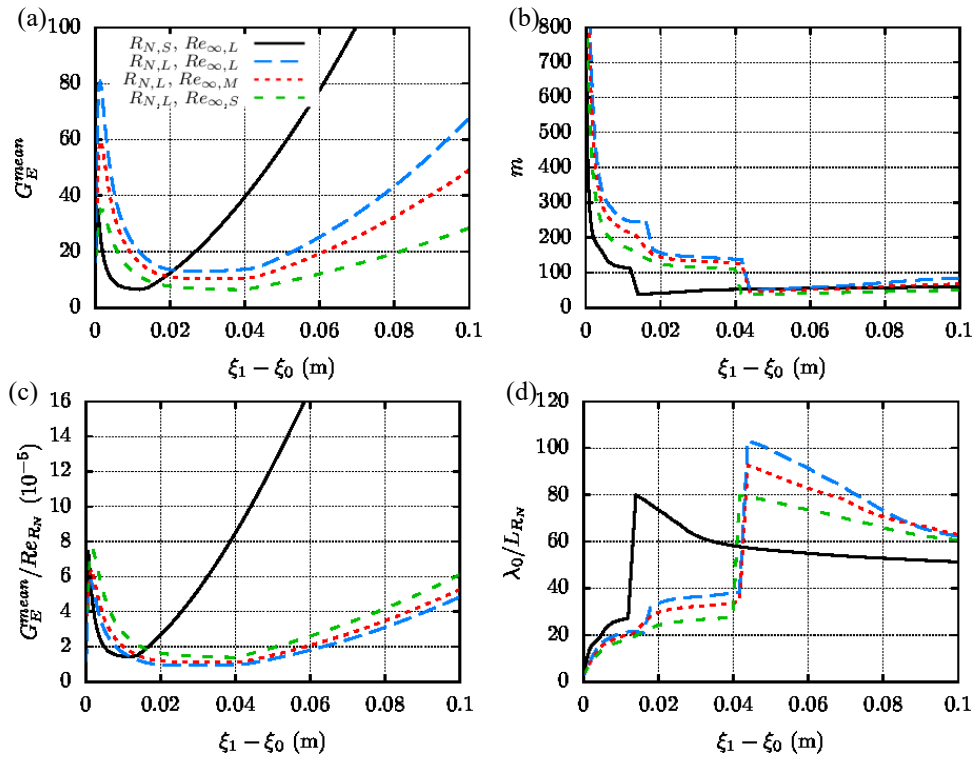 (a)
100
80
60
40
20
0
G_E^{mean}
R_{N,S}, Re_{∞,L}
R_{N,L}, Re_{∞,L}
R_{N,L}, Re_{∞,M}
R_{N,L}, Re_{∞,S}
0 0.02 0.04 0.06 0.08 0.1
ξ_1 − ξ_0 (m)
(b)
800
700
600
500
400
300
200
100
0
m
0 0.02 0.04 0.06 0.08 0.1
ξ_1 − ξ_0 (m)
(c)
16
14
12
10
8
6
4
2
0
G_E^{mean}/Re_{R_N} (10^{−5})
0 0.02 0.04 0.06 0.08 0.1
ξ_1 − ξ_0 (m)
(d)
120
100
80
60
40
20
0
λ_0/L_{R_N}
0 0.02 0.04 0.06 0.08 0.1
ξ_1 − ξ_0 (m)